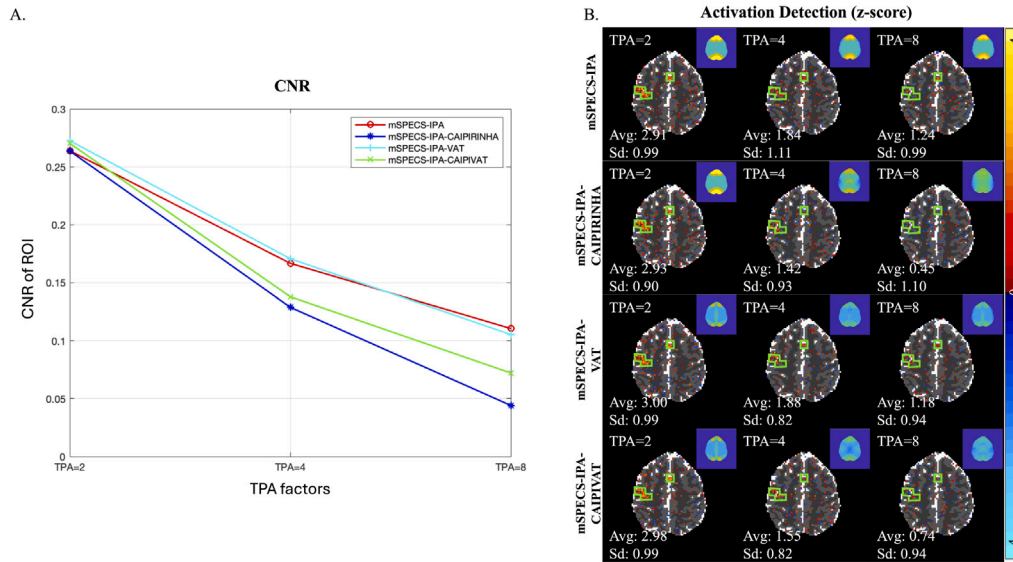 A.
CNR
0.3
0.25
0.2
0.15
0.1
0.05
0
CNR of ROI
mSPECS-IPA
mSPECS-IPA-CAIPIRINHA
mSPECS-IPA-VAT
mSPECS-IPA-CAIPIVAT
TPA=2
TPA=4
TPA=8
TPA factors
B.
Activation Detection (z-score)
mSPECS-IPA
TPA=2
TPA=4
TPA=8
Avg: 2.91
Sd: 0.99
Avg: 1.84
Sd: 1.11
Avg: 1.24
Sd: 0.99
mSPECS-IPA-
CAIPIRINHA
TPA=2
TPA=4
TPA=8
Avg: 2.93
Sd: 0.90
Avg: 1.42
Sd: 0.93
Avg: 0.45
Sd: 1.10
mSPECS-IPA-
VAT
TPA=2
TPA=4
TPA=8
Avg: 3.00
Sd: 0.99
Avg: 1.88
Sd: 0.82
Avg: 1.18
Sd: 0.94
mSPECS-IPA-
CAIPIVAT
TPA=2
TPA=4
TPA=8
Avg: 2.98
Sd: 0.99
Avg: 1.55
Sd: 0.82
Avg: 0.74
Sd: 0.94